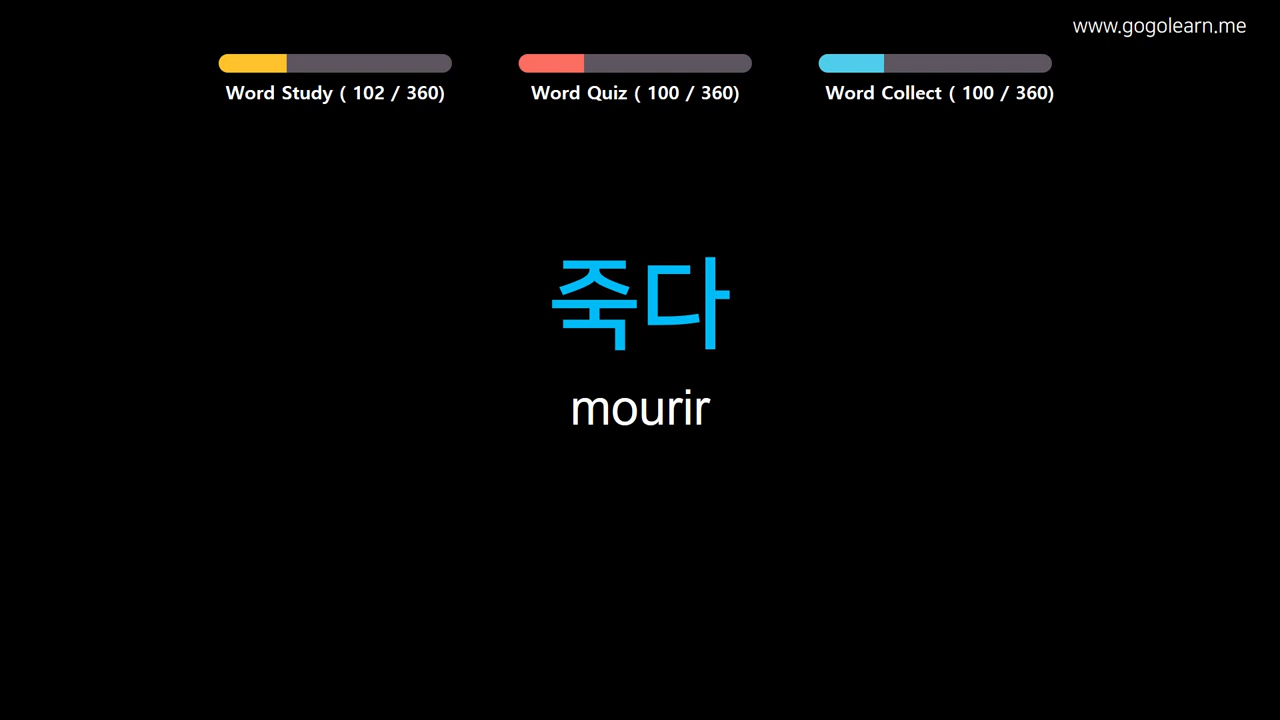 www.gogolearn.me
Word Study ( 102 / 360)
Word Quiz ( 100 / 360)
Word Collect ( 100 / 360)
죽다
mourir